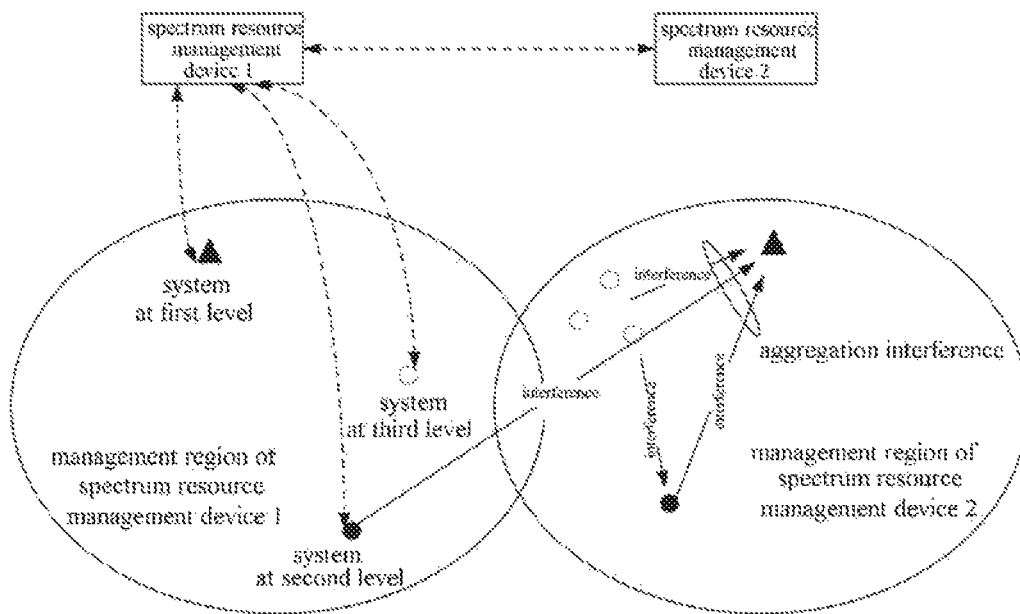 spectrum resource
management
device 1
spectrum resource
management
device 2
system
at first level
interference
aggregation interference
system
at third level
interference
interference
interference
management region of
spectrum resource
management device 1
management region of
spectrum resource
management device 2
system
at second level